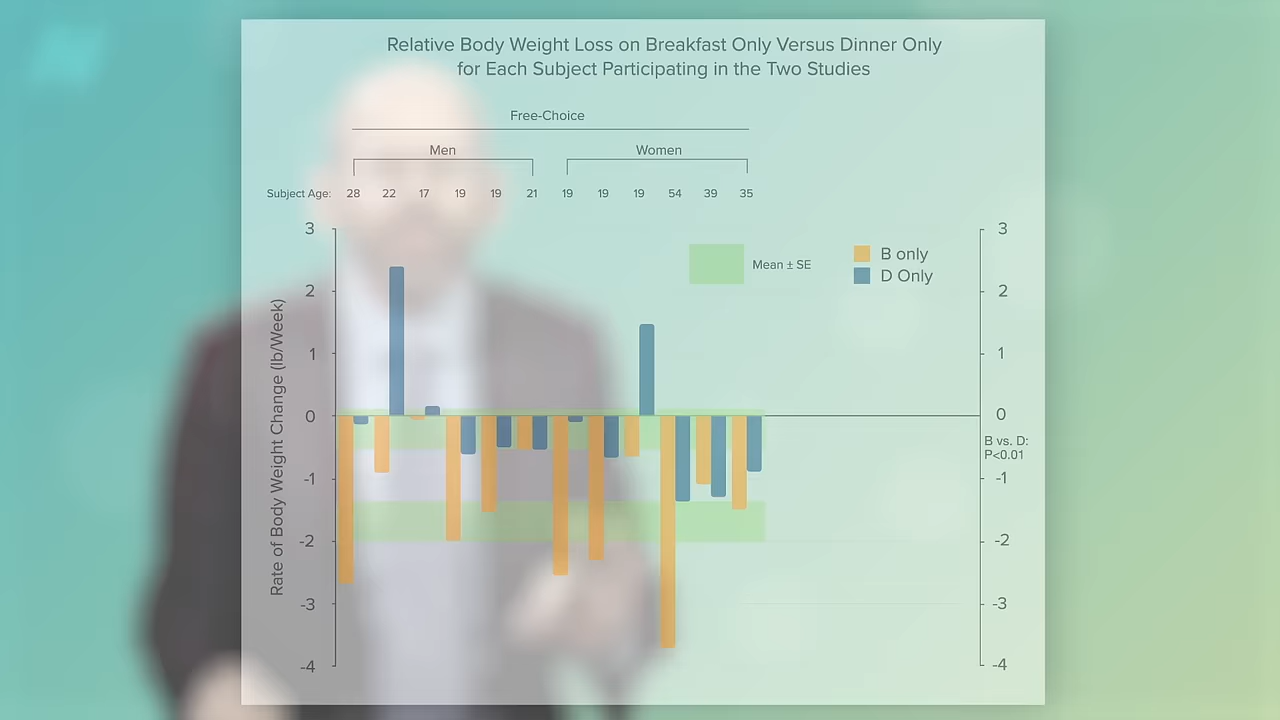 Relative Body Weight Loss on Breakfast Only Versus Dinner Only
for Each Subject Participating in the Two Studies
Free-Choice
Men
Women
Subject Age: 28 22 17 19 19 21 19 19 19 54 39 35
Mean ± SE
B only
D Only
Rate of Body Weight Change (lb/Week)
3
2
1
0
-1
-2
-3
-4
3
2
1
0
B vs. D:
P<0.01
-1
-2
-3
-4